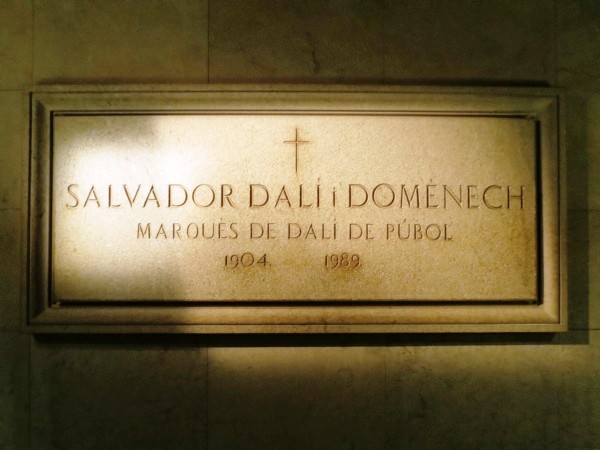 SALVADOR DALÍ i DOMÈNECH
MARQUÈS DE DALÍ DE PÚBOL
1904. 1989.